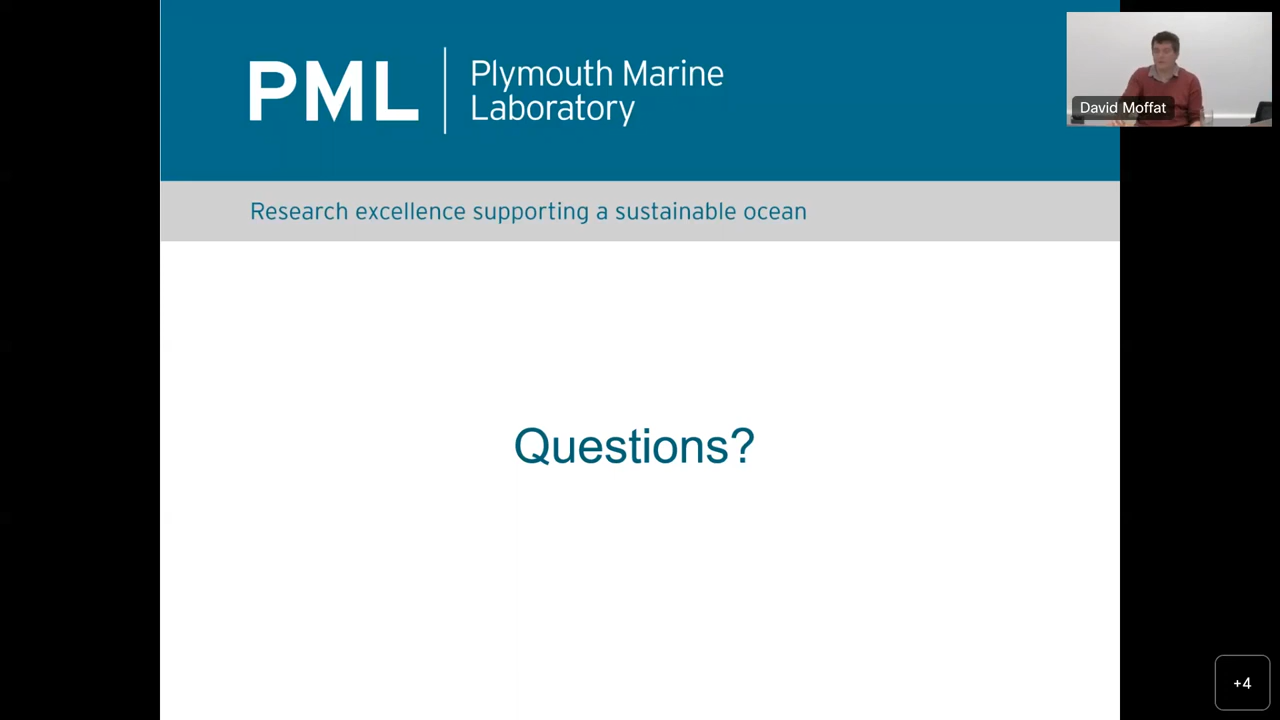 PML
Plymouth Marine
Laboratory
David Moffat
Research excellence supporting a sustainable ocean
Questions?
+4